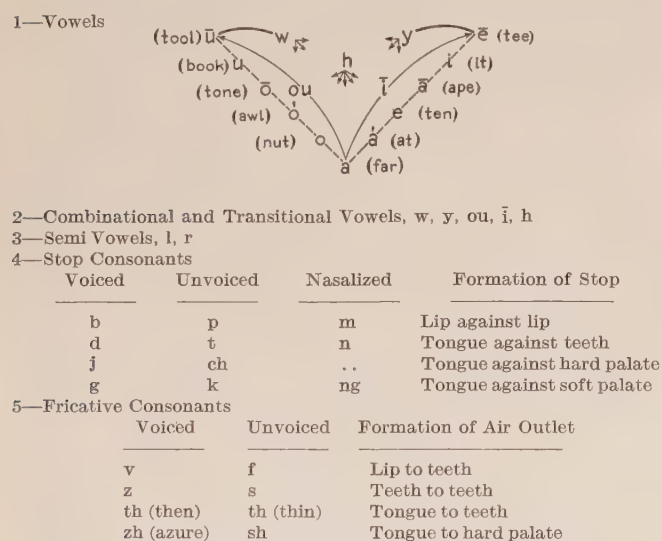 1—Vowels
(tool) ū w y ē (tee)
(book) u h i (It)
(tone) ō ou ī ā (ape)
(awl) ó e (ten)
(nut) o á (at)
a (far)
2—Combinational and Transitional Vowels, w, y, ou, ī, h
3—Semi Vowels, l, r
4—Stop Consonants
Voiced Unvoiced Nasalized Formation of Stop
b p m Lip against lip
d t n Tongue against teeth
j ch .. Tongue against hard palate
g k ng Tongue against soft palate
5—Fricative Consonants
Voiced Unvoiced Formation of Air Outlet
v f Lip to teeth
z s Teeth to teeth
th (then) th (thin) Tongue to teeth
zh (azure) sh Tongue to hard palate